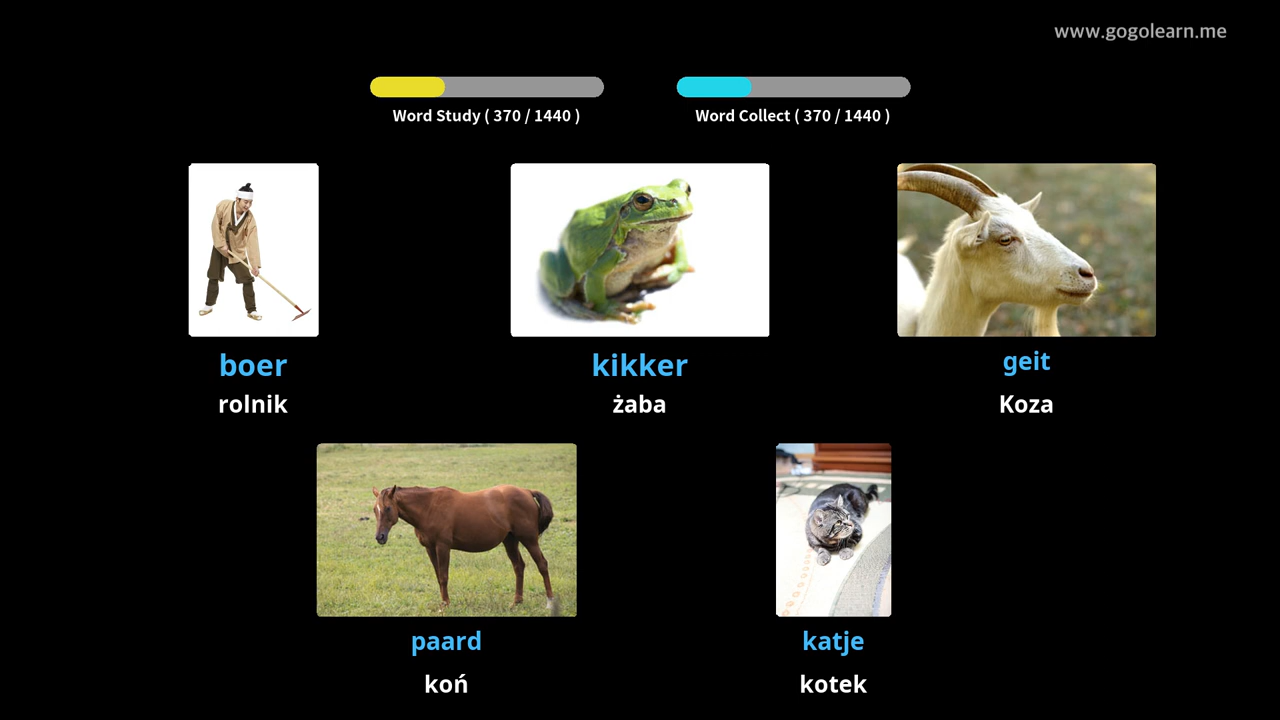 www.gogolearn.me
Word Study ( 370 / 1440 )
Word Collect ( 370 / 1440 )
boer
kikker
geit
rolnik
żaba
Koza
paard
katje
koń
kotek